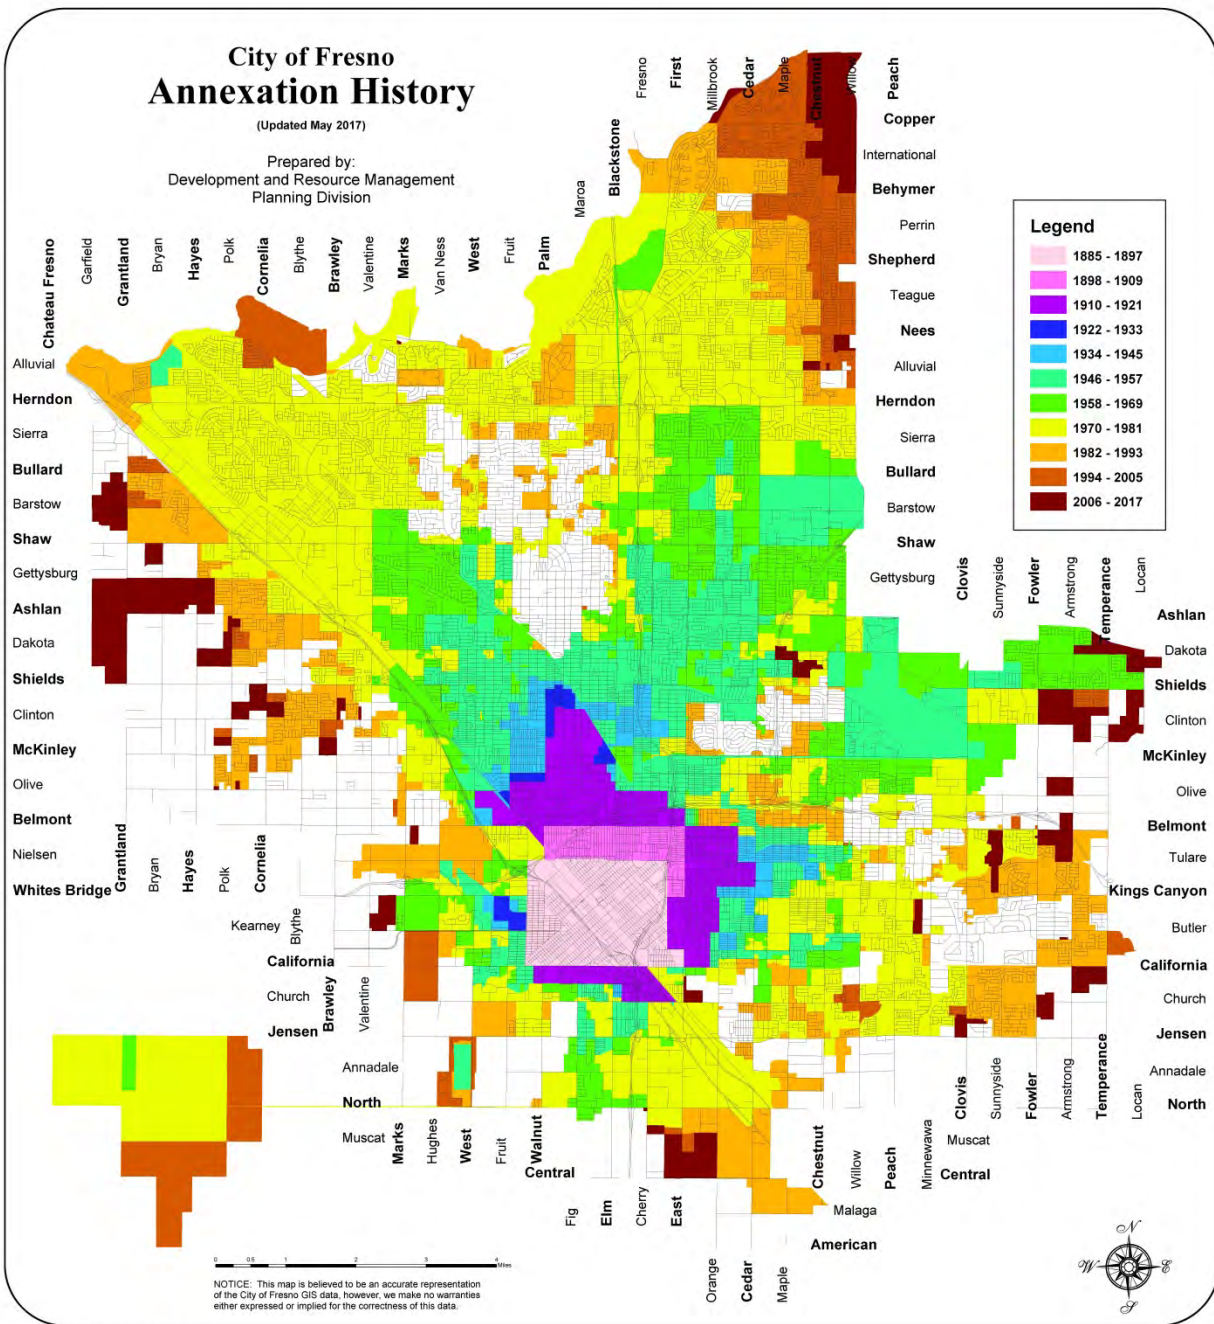 City of Fresno
Annexation History
(Updated May 2017)
Prepared by:
Development and Resource Management
Planning Division
Fresno
First
Millbrook
Cedar
Maple
Chestnut
Willow
Peach
Copper
International
Behymer
Perrin
Shepherd
Teague
Nees
Alluvial
Herndon
Sierra
Bullard
Barstow
Shaw
Gettysburg
Blackstone
Maroa
Chateau Fresno
Garfield
Grantland
Bryan
Hayes
Polk
Cornelia
Blythe
Brawley
Valentine
Marks
Van Ness
West
Fruit
Palm
Legend
1885 - 1897
1898 - 1909
1910 - 1921
1922 - 1933
1934 - 1945
1946 - 1957
1958 - 1969
1970 - 1981
1982 - 1993
1994 - 2005
2006 - 2017
Alluvial
Herndon
Sierra
Bullard
Barstow
Shaw
Gettysburg
Ashlan
Dakota
Shields
Clinton
McKinley
Olive
Belmont
Nielsen
Whites Bridge
Grantland
Bryan
Hayes
Polk
Cornelia
Clovis
Sunnyside
Fowler
Armstrong
Temperance
Locan
Ashlan
Dakota
Shields
Clinton
McKinley
Olive
Belmont
Tulare
Kings Canyon
Butler
California
Church
Jensen
Annadale
North
Kearney
Blythe
California
Church
Brawley
Valentine
Jensen
Annadale
North
Muscat
Marks
Hughes
West
Fruit
Walnut
Central
Fig
Elm
Cherry
East
Orange
Cedar
Maple
Chestnut
Willow
Peach
Minnewawa
Clovis
Sunnyside
Fowler
Armstrong
Temperance
Locan
Muscat
Central
Malaga
American
0 0.5 1 2 3 4
Miles
NOTICE: This map is believed to be an accurate representation
of the City of Fresno GIS data, however, we make no warranties
either expressed or implied for the correctness of this data.
N
W E
S